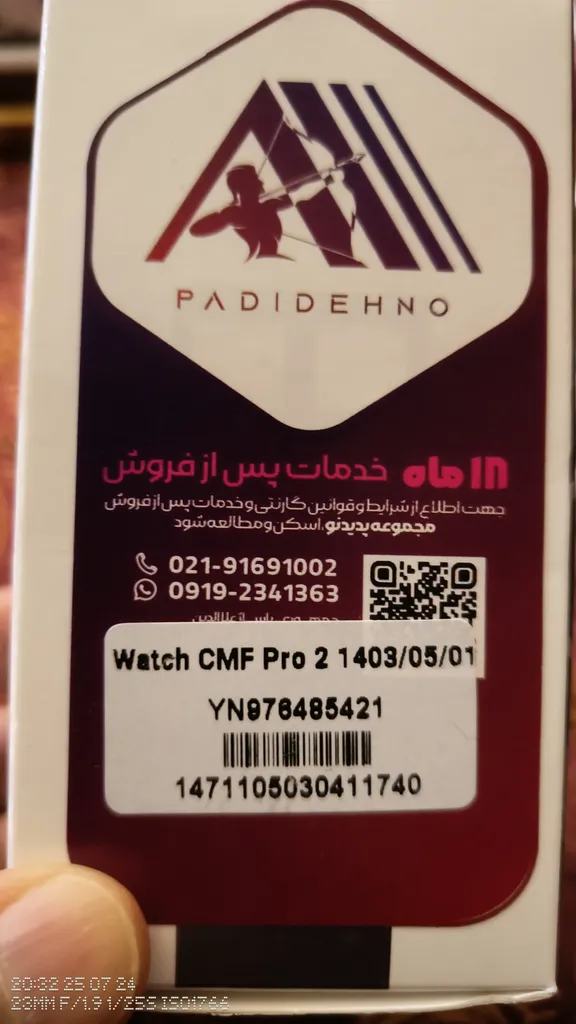 PADIDEHNO
۱۸ ماه خدمات پس از فروش
جهت اطلاع از شرایط و قوانین گارنتی و خدمات پس از فروش
مجموعه پدیدنو، اسکن و مطالعه شود
021-91691002
0919-2341363
Watch CMF Pro 2 1403/05/01
YN976485421
1471105030411740
20:32 25 07 24
23MM F/1.9 1/25S ISO1766